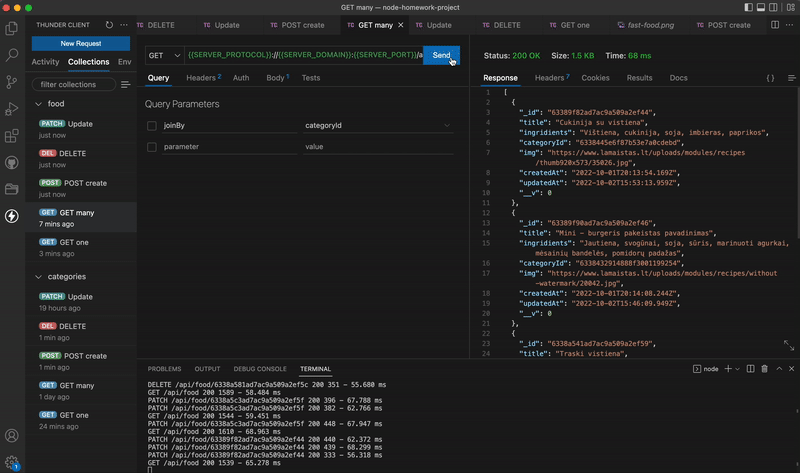 GET many — node-homework-project
THUNDER CLIENT
TC DELETE
TC Update
TC POST create
TC GET many
TC Update
TC DELETE
TC GET one
fast-food.png
TC POST create
New Request
Activity
Collections
Env
filter collections
food
PATCH Update
just now
DEL DELETE
just now
POST POST create
just now
GET GET many
7 mins ago
GET GET one
3 mins ago
categories
PATCH Update
19 hours ago
DEL DELETE
1 min ago
POST POST create
1 min ago
GET GET many
1 day ago
GET GET one
24 mins ago
GET
{{SERVER_PROTOCOL}}://{{SERVER_DOMAIN}}:{{SERVER_PORT}}/a
Send
Query
Headers 2
Auth
Body 1
Tests
Query Parameters
joinBy
categoryId
parameter
value
Status: 200 OK Size: 1.5 KB Time: 68 ms
Response
Headers 7
Cookies
Results
Docs
{ }
1 [
2 {
3 "_id": "63389f82ad7ac9a509a2ef44",
4 "title": "Cukinija su vistiena",
5 "ingridients": "Vištiena, cukinija, soja, imbieras, paprikos",
6 "categoryId": "6338445e6f87b53e7a0cdebd",
7 "img": "https://www.lamaistas.lt/uploads/modules/recipes
/thumb920x573/35026.jpg",
8 "createdAt": "2022-10-01T20:13:54.169Z",
9 "updatedAt": "2022-10-02T15:53:13.959Z",
10 "__v": 0
11 },
12 {
13 "_id": "63389f90ad7ac9a509a2ef46",
14 "title": "Mini – burgeris pakeistas pavadinimas",
15 "ingridients": "Jautiena, svogūnai, soja, sūris, marinuoti agurkai,
mėsainių bandelės, pomidorų padažas",
16 "categoryId": "6338432914888f3001199254",
17 "img": "https://www.lamaistas.lt/uploads/modules/recipes/without
-watermark/20042.jpg",
18 "createdAt": "2022-10-01T20:14:08.244Z",
19 "updatedAt": "2022-10-02T15:46:09.949Z",
20 "__v": 0
21 },
22 {
23 "_id": "6338a541ad7ac9a509a2ef59",
24 "title": "Traski vistiena",
PROBLEMS
OUTPUT
DEBUG CONSOLE
TERMINAL
node
DELETE /api/food/6338a581ad7ac9a509a2ef5c 200 351 - 55.680 ms
GET /api/food 200 1589 - 58.484 ms
PATCH /api/food/6338a5c5ad7ac9a509a2ef5f 200 396 - 67.788 ms
PATCH /api/food/6338a5c5ad7ac9a509a2ef5f 200 382 - 62.766 ms
GET /api/food 200 1544 - 59.451 ms
PATCH /api/food/6338a5c5ad7ac9a509a2ef5f 200 448 - 67.947 ms
GET /api/food 200 1610 - 68.963 ms
PATCH /api/food/63389f82ad7ac9a509a2ef44 200 440 - 62.372 ms
PATCH /api/food/63389f82ad7ac9a509a2ef44 200 439 - 68.299 ms
PATCH /api/food/63389f82ad7ac9a509a2ef44 200 333 - 56.318 ms
GET /api/food 200 1539 - 65.278 ms
1